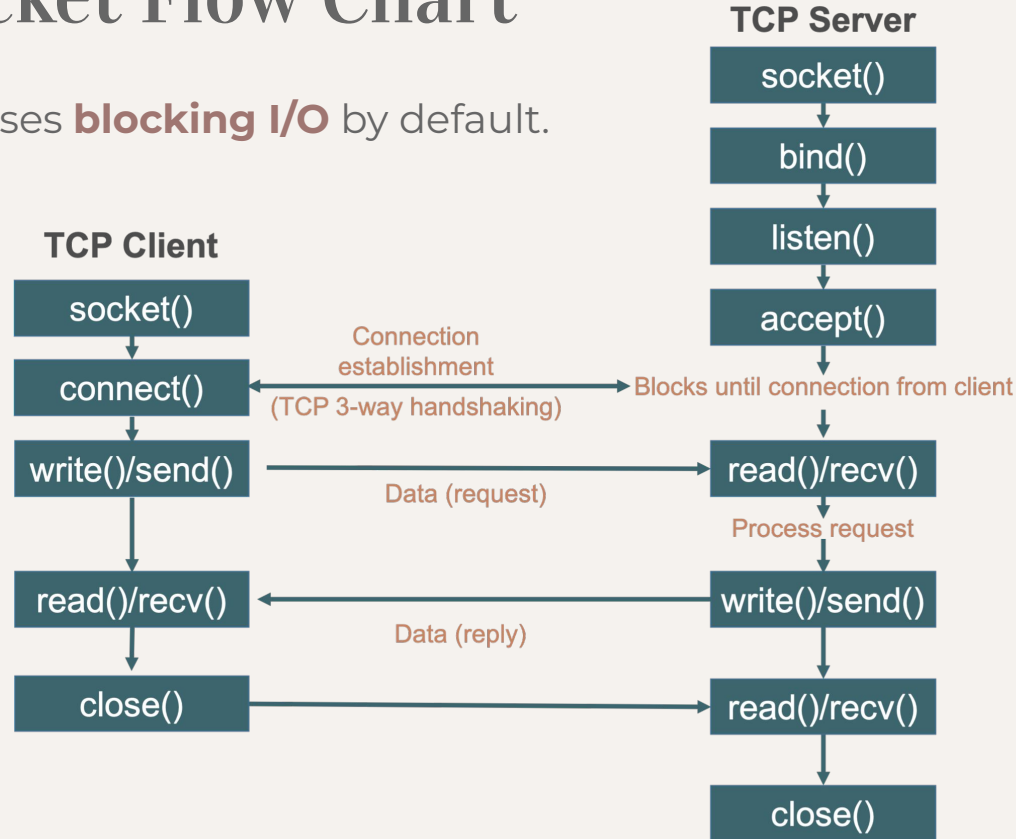 Flow Chart
TCP Server
socket()
blocking I/O by default.
bind()
listen()
TCP Client
socket()
accept()
Connection
establishment
connect()
Blocks until connection from client
(TCP 3-way handshaking)
write()/send()
read()/recv()
Data (request)
Process request
read()/recv()
write()/send()
Data (reply)
close()
read()/recv()
close()